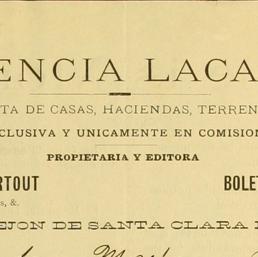 ENCIA LACA
TA DE CASAS, HACIENDAS, TERREN
CLUSIVA Y UNICAMENTE EN COMISION
PROPIETARIA Y EDITORA
RTOUT BOLET
s, &.
EJON DE SANTA CLARA